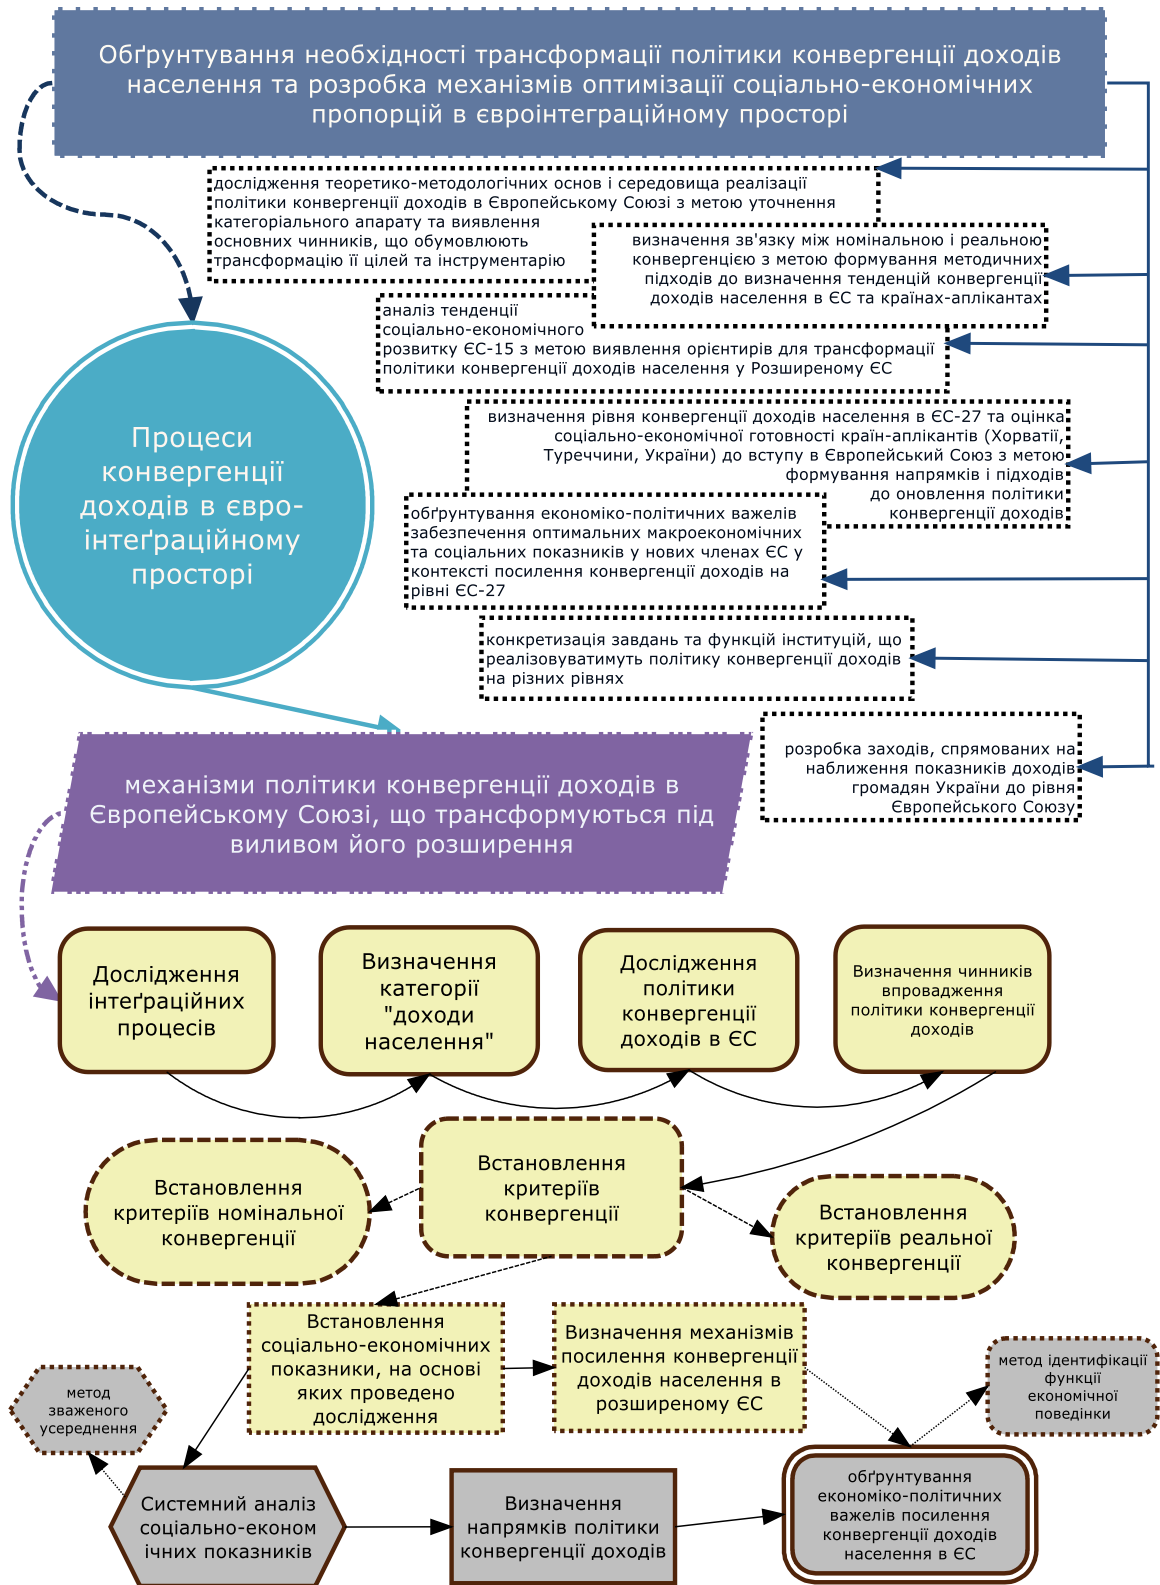 Обґрунтування необхідності трансформації політики конвергенції доходів
населення та розробка механізмів оптимізації соціально-економічних
пропорцій в євроінтеграційному просторі
дослідження теоретико-методологічних основ і середовища реалізації
політики конвергенції доходів в Європейському Союзі з метою уточнення
категоріального апарату та виявлення
основних чинників, що обумовлюють
трансформацію її цілей та інструментарію
визначення зв'язку між номінальною і реальною
конвергенцією з метою формування методичних
підходів до визначення тенденцій конвергенції
доходів населення в ЄС та країнах-аплікантах
аналіз тенденції
соціально-економічного
розвитку ЄС-15 з метою виявлення орієнтирів для трансформації
політики конвергенції доходів населення у Розширеному ЄС
визначення рівня конвергенції доходів населення в ЄС-27 та оцінка
соціально-економічної готовності країн-аплікантів (Хорватії,
Туреччини, України) до вступу в Європейський Союз з метою
формування напрямків і підходів
до оновлення політики
конвергенції доходів
обґрунтування економіко-політичних важелів
забезпечення оптимальних макроекономічних
та соціальних показників у нових членах ЄС у
контексті посилення конвергенції доходів на
рівні ЄС-27
конкретизація завдань та функцій інституцій, що
реалізовуватимуть політику конвергенції доходів
на різних рівнях
розробка заходів, спрямованих на
наближення показників доходів
громадян України до рівня
Європейського Союзу
Процеси
конвергенції
доходів в євро-
інтеґраційному
просторі
механізми політики конвергенції доходів в
Європейському Союзі, що трансформуються під
виливом його розширення
Дослідження
інтеґраційних
процесів
Визначення
категорії
"доходи
населення"
Дослідження
політики
конвергенції
доходів в ЄС
Визначення чинників
впровадження
політики конвергенції
доходів
Встановлення
критеріїв номінальної
конвергенції
Встановлення
критеріїв
конвергенції
Встановлення
критеріїв реальної
конвергенції
Встановлення
соціально-економічних
показники, на основі
яких проведено
дослідження
Визначення механізмів
посилення конвергенції
доходів населення в
розширеному ЄС
метод ідентифікації
функції
економічної
поведінки
метод
зваженого
усереднення
Системний аналіз
соціально-економ
ічних показників
Визначення
напрямків політики
конвергенції доходів
обґрунтування
економіко-політичних
важелів посилення
конвергенції доходів
населення в ЄС